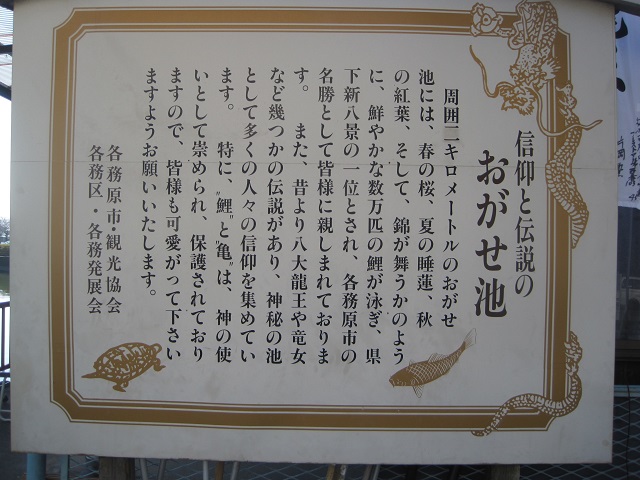 信仰と伝説の
おがせ池
周囲二キロメートルのおがせ
池には、春の桜、夏の睡蓮、秋
の紅葉、そして、錦が舞うかのよう
に、鮮やかな数万匹の鯉が泳ぎ、県
下新八景の一位とされ、各務原市の
名勝として皆様に親しまれておりま
す。また、昔より八大龍王や竜女
など幾つかの伝説があり、神秘の池
として多くの人々の信仰を集めてい
ます。特に、〝鯉〟と〝亀〟は、神の使
いとして崇められ、保護されており
ますので、皆様も可愛がって下さい
ますようお願いいたします。
各務原市・観光協会
各務区・各務発展会